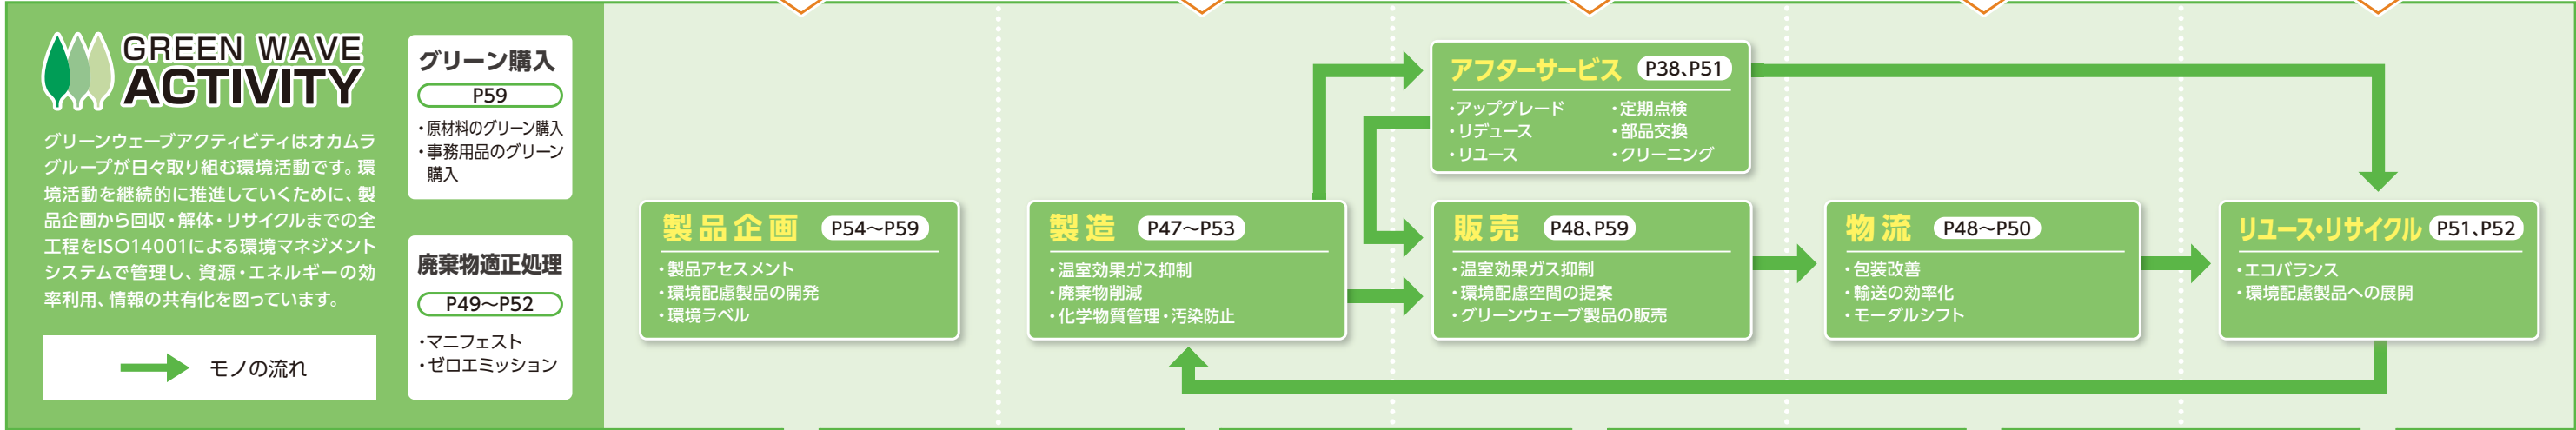 GREEN WAVE
ACTIVITY
グリーンウェーブアクティビティはオカムラ
グループが日々取り組む環境活動です。環
境活動を継続的に推進していくために、製
品企画から回収・解体・リサイクルまでの全
工程をISO14001による環境マネジメント
システムで管理し、資源・エネルギーの効
率利用、情報の共有化を図っています。
モノの流れ
グリーン購入
P59
・原材料のグリーン購入
・事務用品のグリーン
購入
廃棄物適正処理
P49〜P52
・マニフェスト
・ゼロエミッション
製品企画 P54〜P59
・製品アセスメント
・環境配慮製品の開発
・環境ラベル
製造 P47〜P53
・温室効果ガス抑制
・廃棄物削減
・化学物質管理・汚染防止
アフターサービス P38、P51
・アップグレード ・定期点検
・リデュース ・部品交換
・リユース ・クリーニング
販売 P48、P59
・温室効果ガス抑制
・環境配慮空間の提案
・グリーンウェーブ製品の販売
物流 P48〜P50
・包装改善
・輸送の効率化
・モーダルシフト
リユース・リサイクル P51、P52
・エコバランス
・環境配慮製品への展開